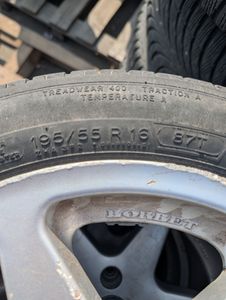 TREADWEAR 400 TRACTION A
TEMPERATURE A
195/55 R 16 87T
BORBET